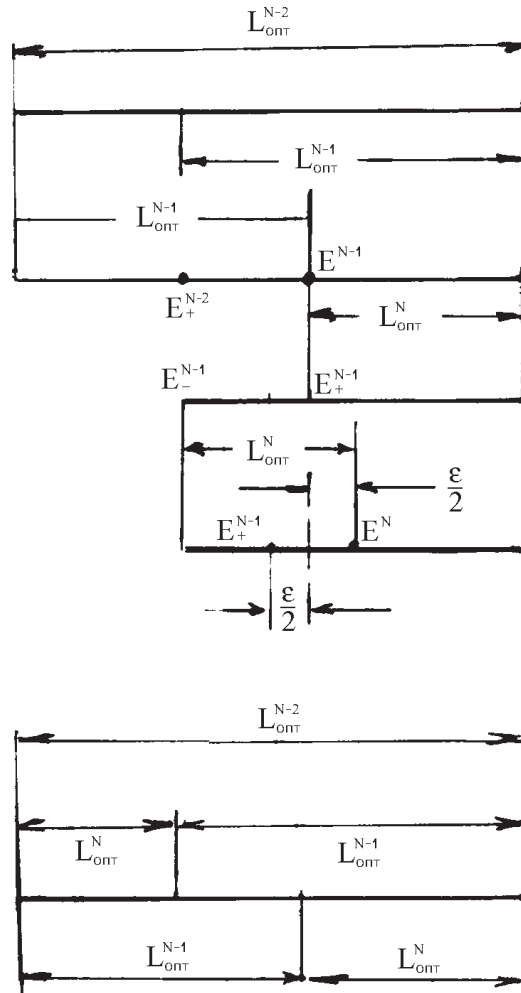 L^{N-2}_{опт}
L^{N-1}_{опт}
L^{N-1}_{опт}
E^{N-1}
E^{N-2}_{+}
L^{N}_{опт}
E^{N-1}_{-} E^{N-1}_{+}
L^{N}_{опт}
ε/2
E^{N-1}_{+} E^{N}
ε/2
L^{N-2}_{опт}
L^{N}_{опт} L^{N-1}_{опт}
L^{N-1}_{опт} L^{N}_{опт}